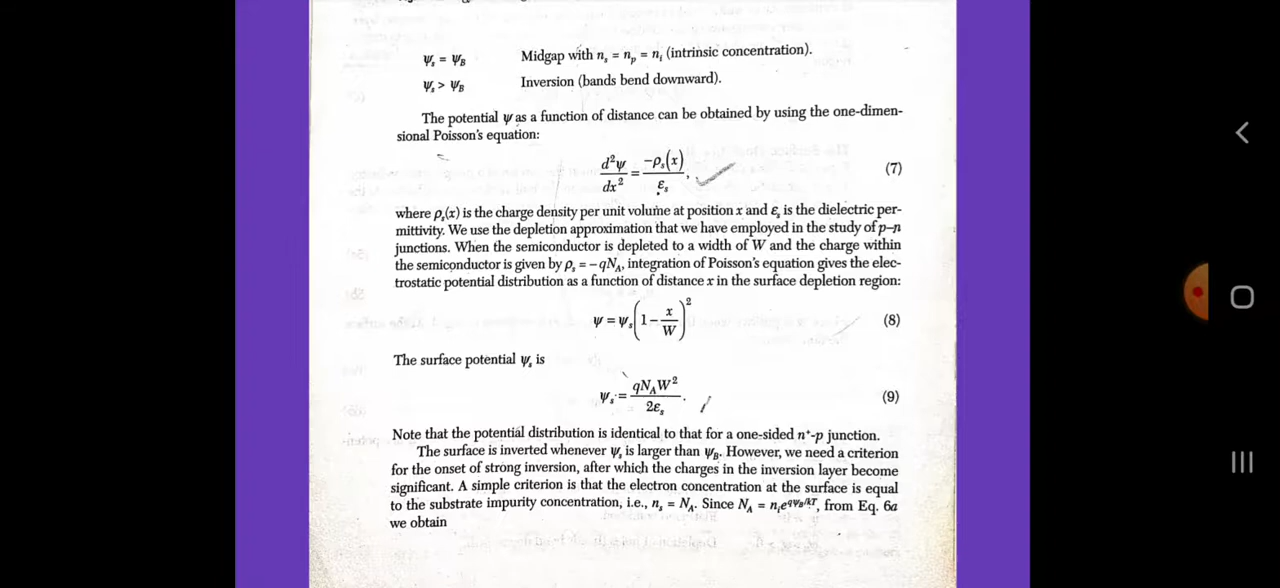 ψs = ψB Midgap with ns = np = ni (intrinsic concentration).
ψs > ψB Inversion (bands bend downward).
The potential ψ as a function of distance can be obtained by using the one-dimen-
sional Poisson's equation:
d²ψ/dx² = −ρs(x)/εs, (7)
where ρs(x) is the charge density per unit volume at position x and εs is the dielectric per-
mittivity. We use the depletion approximation that we have employed in the study of p–n
junctions. When the semiconductor is depleted to a width of W and the charge within
the semiconductor is given by ρs = −qNA, integration of Poisson's equation gives the elec-
trostatic potential distribution as a function of distance x in the surface depletion region:
ψ = ψs(1 − x/W)² (8)
The surface potential ψs is
ψs = qNAW²/2εs. (9)
Note that the potential distribution is identical to that for a one-sided n⁺-p junction.
The surface is inverted whenever ψs is larger than ψB. However, we need a criterion
for the onset of strong inversion, after which the charges in the inversion layer become
significant. A simple criterion is that the electron concentration at the surface is equal
to the substrate impurity concentration, i.e., ns = NA. Since NA = nie^(qψB/kT), from Eq. 6a
we obtain